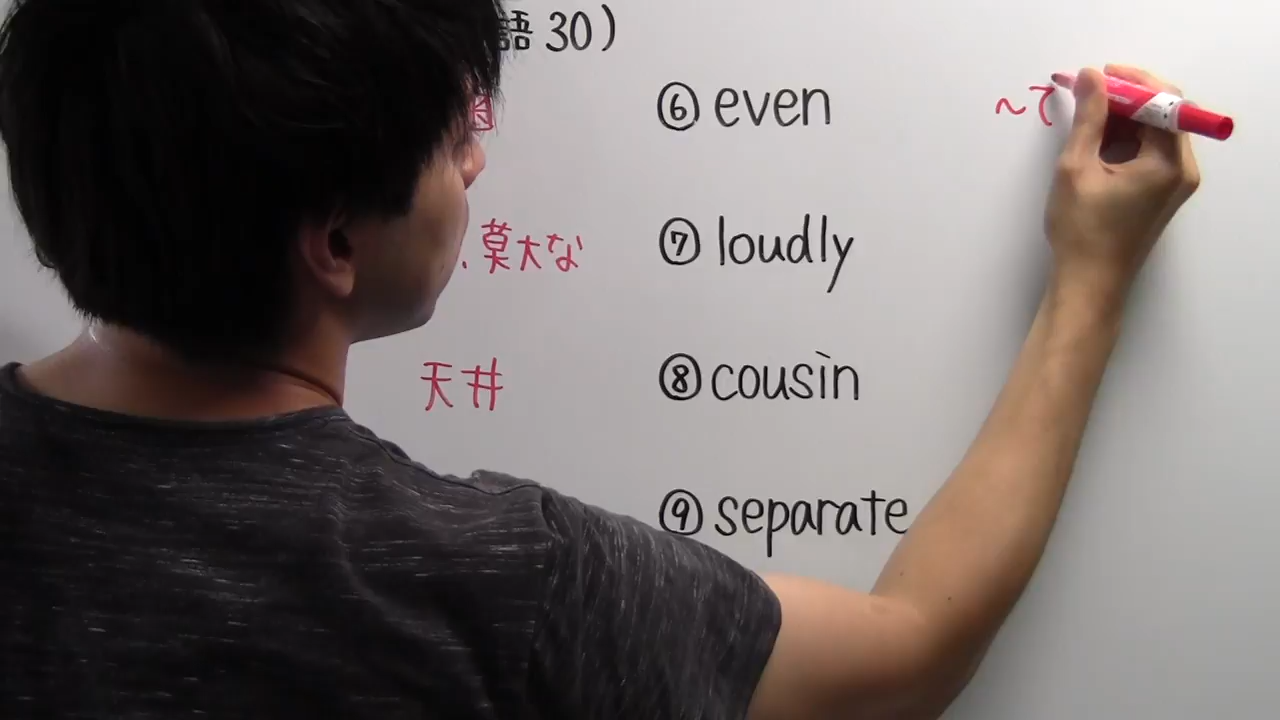 語30)
⑥ even
～て
莫大な
⑦ loudly
天井
⑧ cousin
⑨ separate